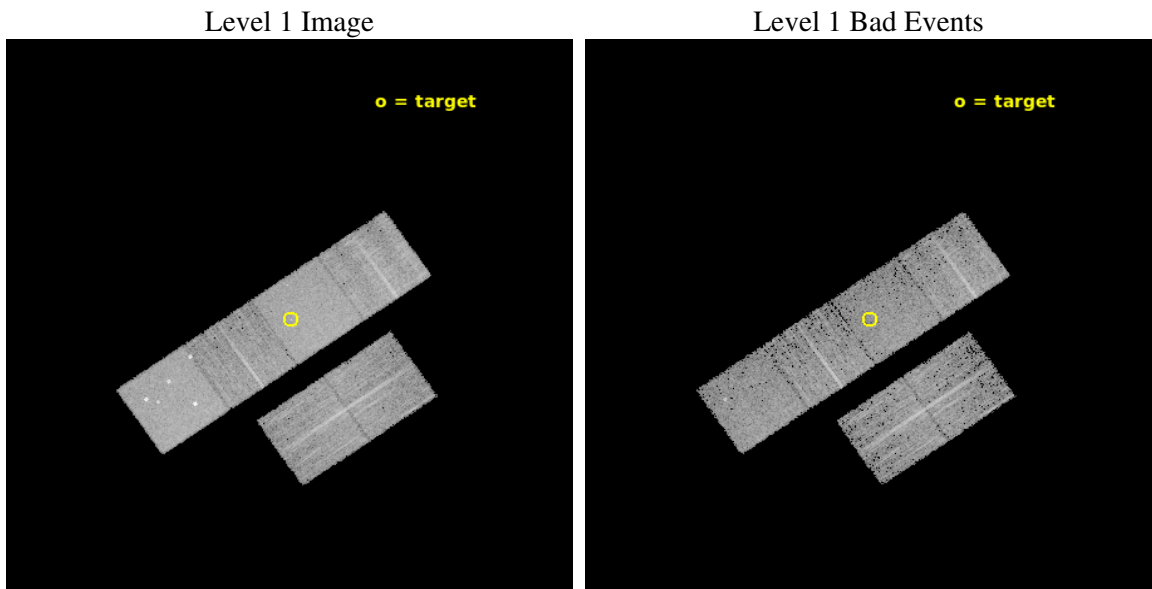 Level 1 Image
Level 1 Bad Events
o = target
o = target